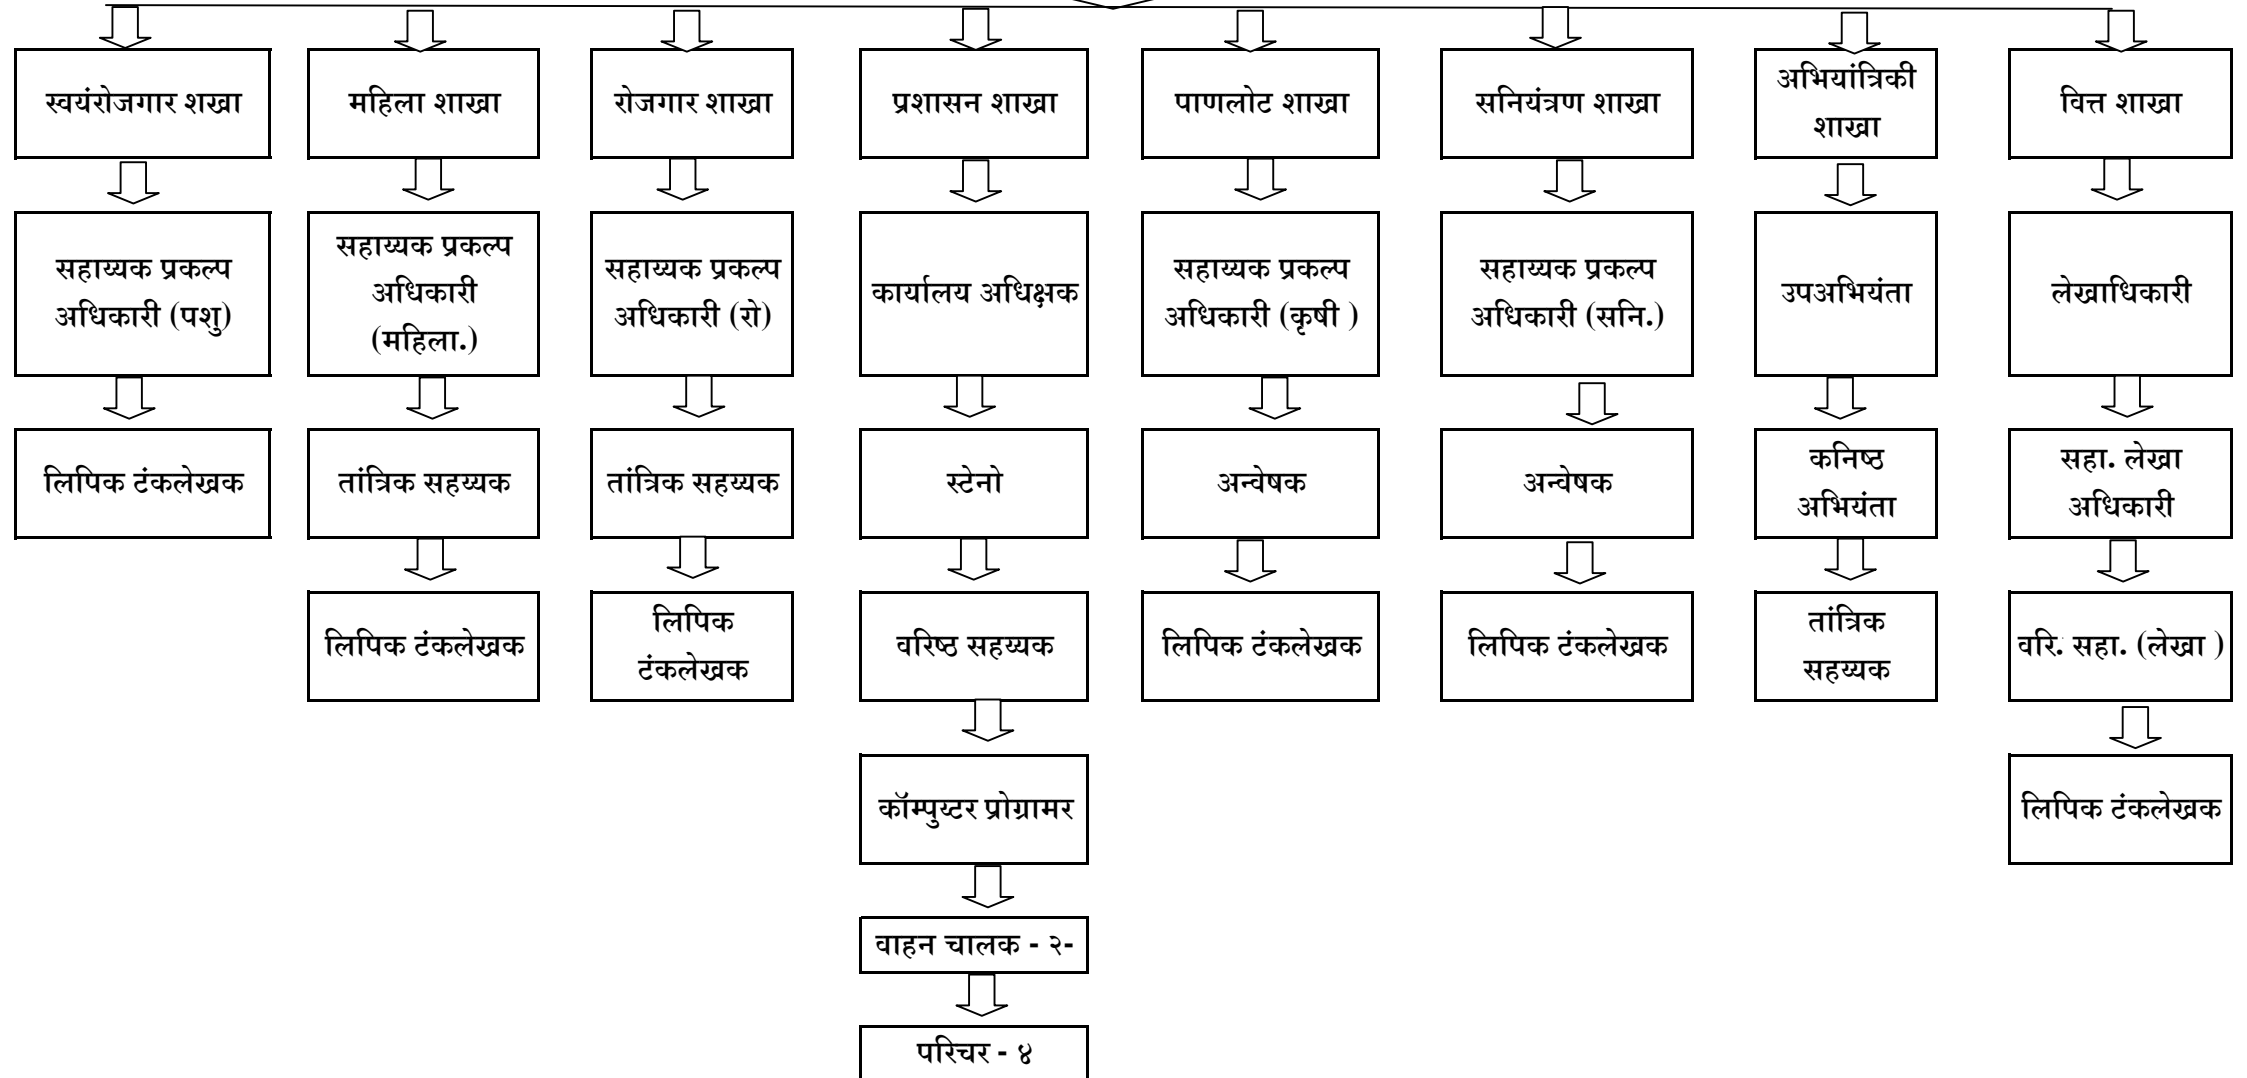 स्वयंरोजगार शखा
महिला शाखा
रोजगार शाखा
प्रशासन शाखा
पाणलोट शाखा
सनियंत्रण शाखा
अभियांत्रिकी
शाखा
वित्त शाखा
सहाय्यक प्रकल्प
अधिकारी (पशु)
सहाय्यक प्रकल्प
अधिकारी
(महिला.)
सहाय्यक प्रकल्प
अधिकारी (रो)
कार्यालय अधिक्षक
सहाय्यक प्रकल्प
अधिकारी (कृषी )
सहाय्यक प्रकल्प
अधिकारी (सनि.)
उपअभियंता
लेखाधिकारी
लिपिक टंकलेखक
तांत्रिक सहय्यक
तांत्रिक सहय्यक
स्टेनो
अन्वेषक
अन्वेषक
कनिष्ठ
अभियंता
सहा. लेखा
अधिकारी
लिपिक टंकलेखक
लिपिक
टंकलेखक
वरिष्ठ सहय्यक
लिपिक टंकलेखक
लिपिक टंकलेखक
तांत्रिक
सहय्यक
वरि. सहा. (लेखा )
कॉम्पुय्टर प्रोग्रामर
लिपिक टंकलेखक
वाहन चालक - २-
परिचर - ४